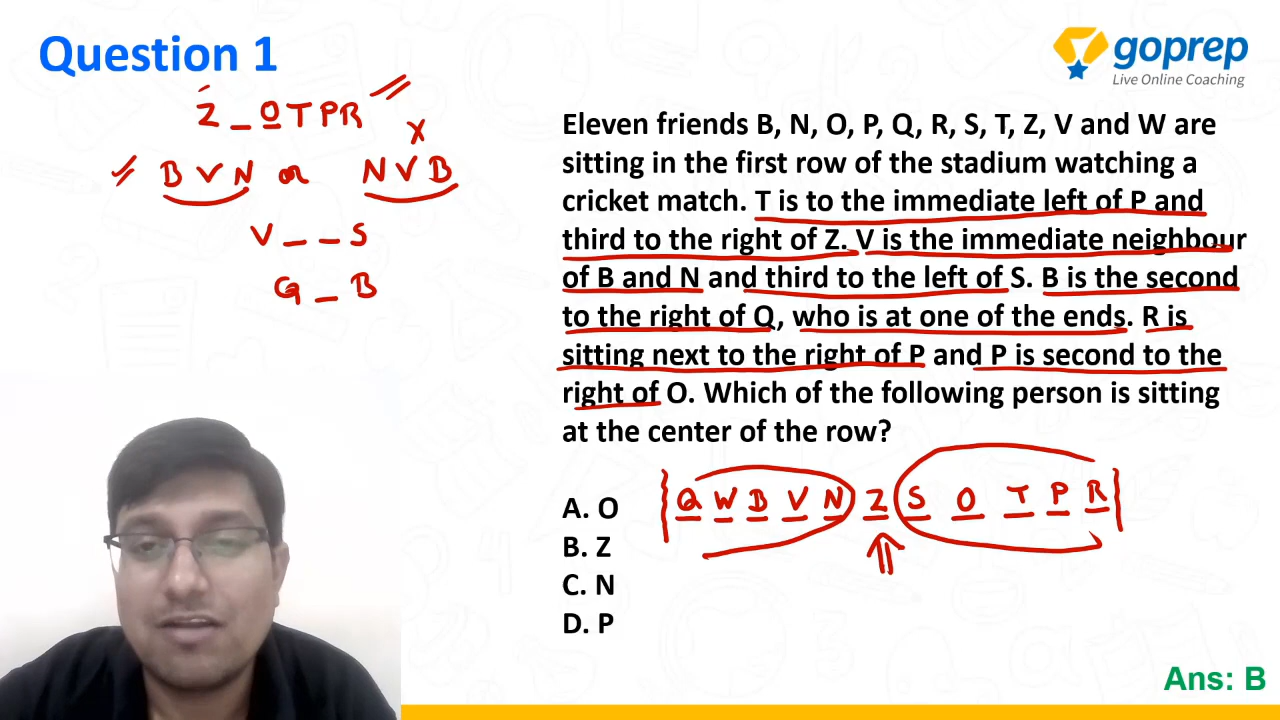 Question 1
goprep
Live Online Coaching
Z _ O T P R
B V N or N V B
V _ _ S
Q _ B
Eleven friends B, N, O, P, Q, R, S, T, Z, V and W are
sitting in the first row of the stadium watching a
cricket match. T is to the immediate left of P and
third to the right of Z. V is the immediate neighbour
of B and N and third to the left of S. B is the second
to the right of Q, who is at one of the ends. R is
sitting next to the right of P and P is second to the
right of O. Which of the following person is sitting
at the center of the row?
Q W B V N Z S O T P R
A. O
B. Z
C. N
D. P
Ans: B